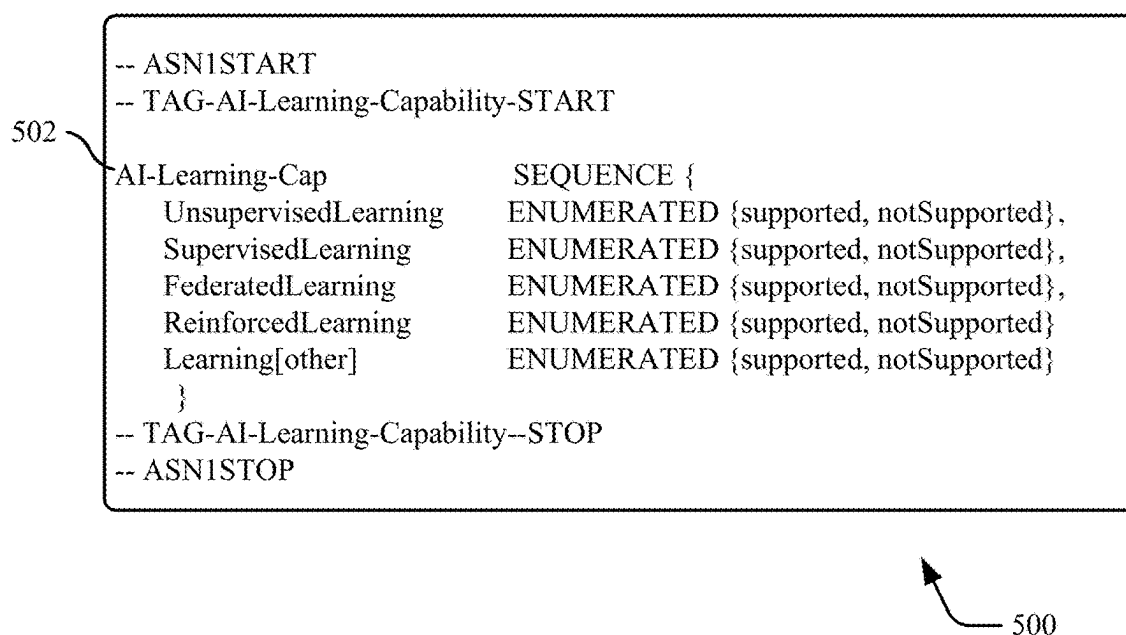 -- ASN1START
-- TAG-AI-Learning-Capability-START
502
AI-Learning-Cap SEQUENCE {
UnsupervisedLearning ENUMERATED {supported, notSupported},
SupervisedLearning ENUMERATED {supported, notSupported},
FederatedLearning ENUMERATED {supported, notSupported},
ReinforcedLearning ENUMERATED {supported, notSupported}
Learning[other] ENUMERATED {supported, notSupported}
}
-- TAG-AI-Learning-Capability--STOP
-- ASN1STOP
500